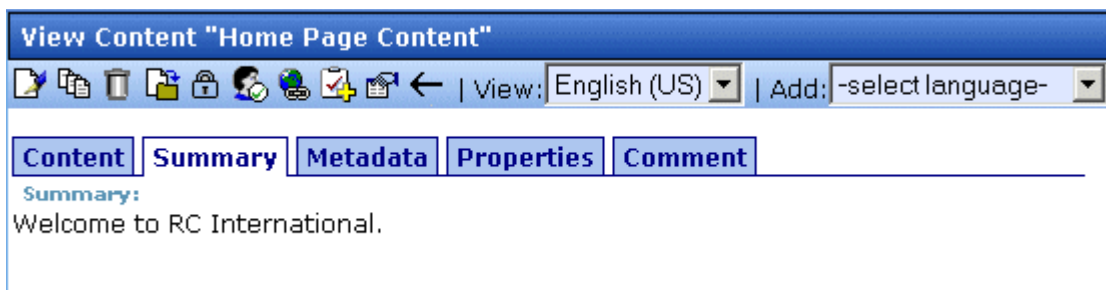 View Content "Home Page Content"
| View: English (US) | Add: -select language-
Content Summary Metadata Properties Comment
Summary:
Welcome to RC International.